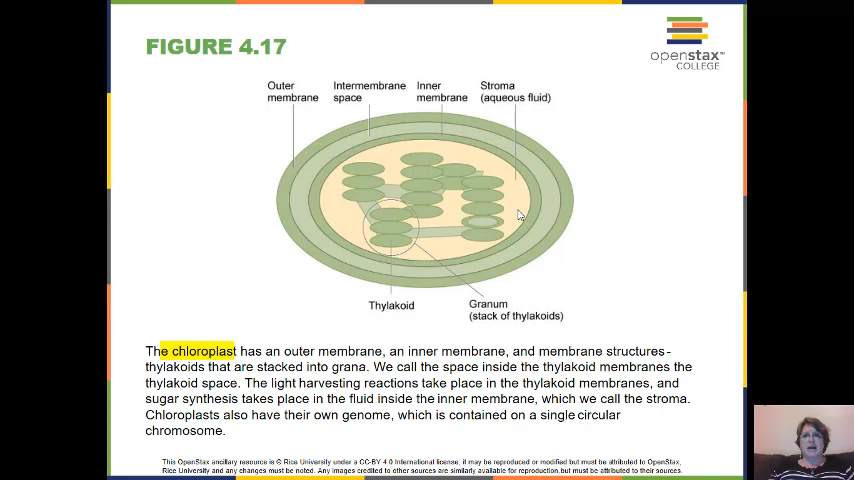 FIGURE 4.17
openstax™
COLLEGE
Outer
membrane
Intermembrane
space
Inner
membrane
Stroma
(aqueous fluid)
Thylakoid
Granum
(stack of thylakoids)
The chloroplast has an outer membrane, an inner membrane, and membrane structures-
thylakoids that are stacked into grana. We call the space inside the thylakoid membranes the
thylakoid space. The light harvesting reactions take place in the thylakoid membranes, and
sugar synthesis takes place in the fluid inside the inner membrane, which we call the stroma.
Chloroplasts also have their own genome, which is contained on a single circular
chromosome.
This OpenStax ancillary resource is © Rice University under a CC-BY 4.0 International license; it may be reproduced or modified but must be attributed to OpenStax,
Rice University and any changes must be noted. Any images credited to other sources are similarly available for reproduction, but must be attributed to their sources.